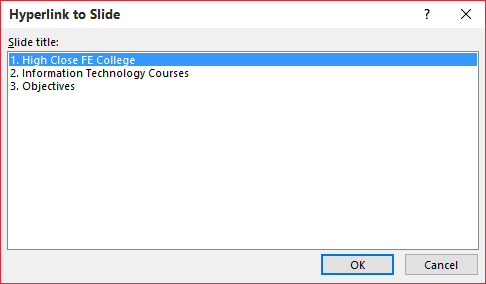 Hyperlink to Slide ?
Slide title:
1. High Close FE College
2. Information Technology Courses
3. Objectives
OK Cancel